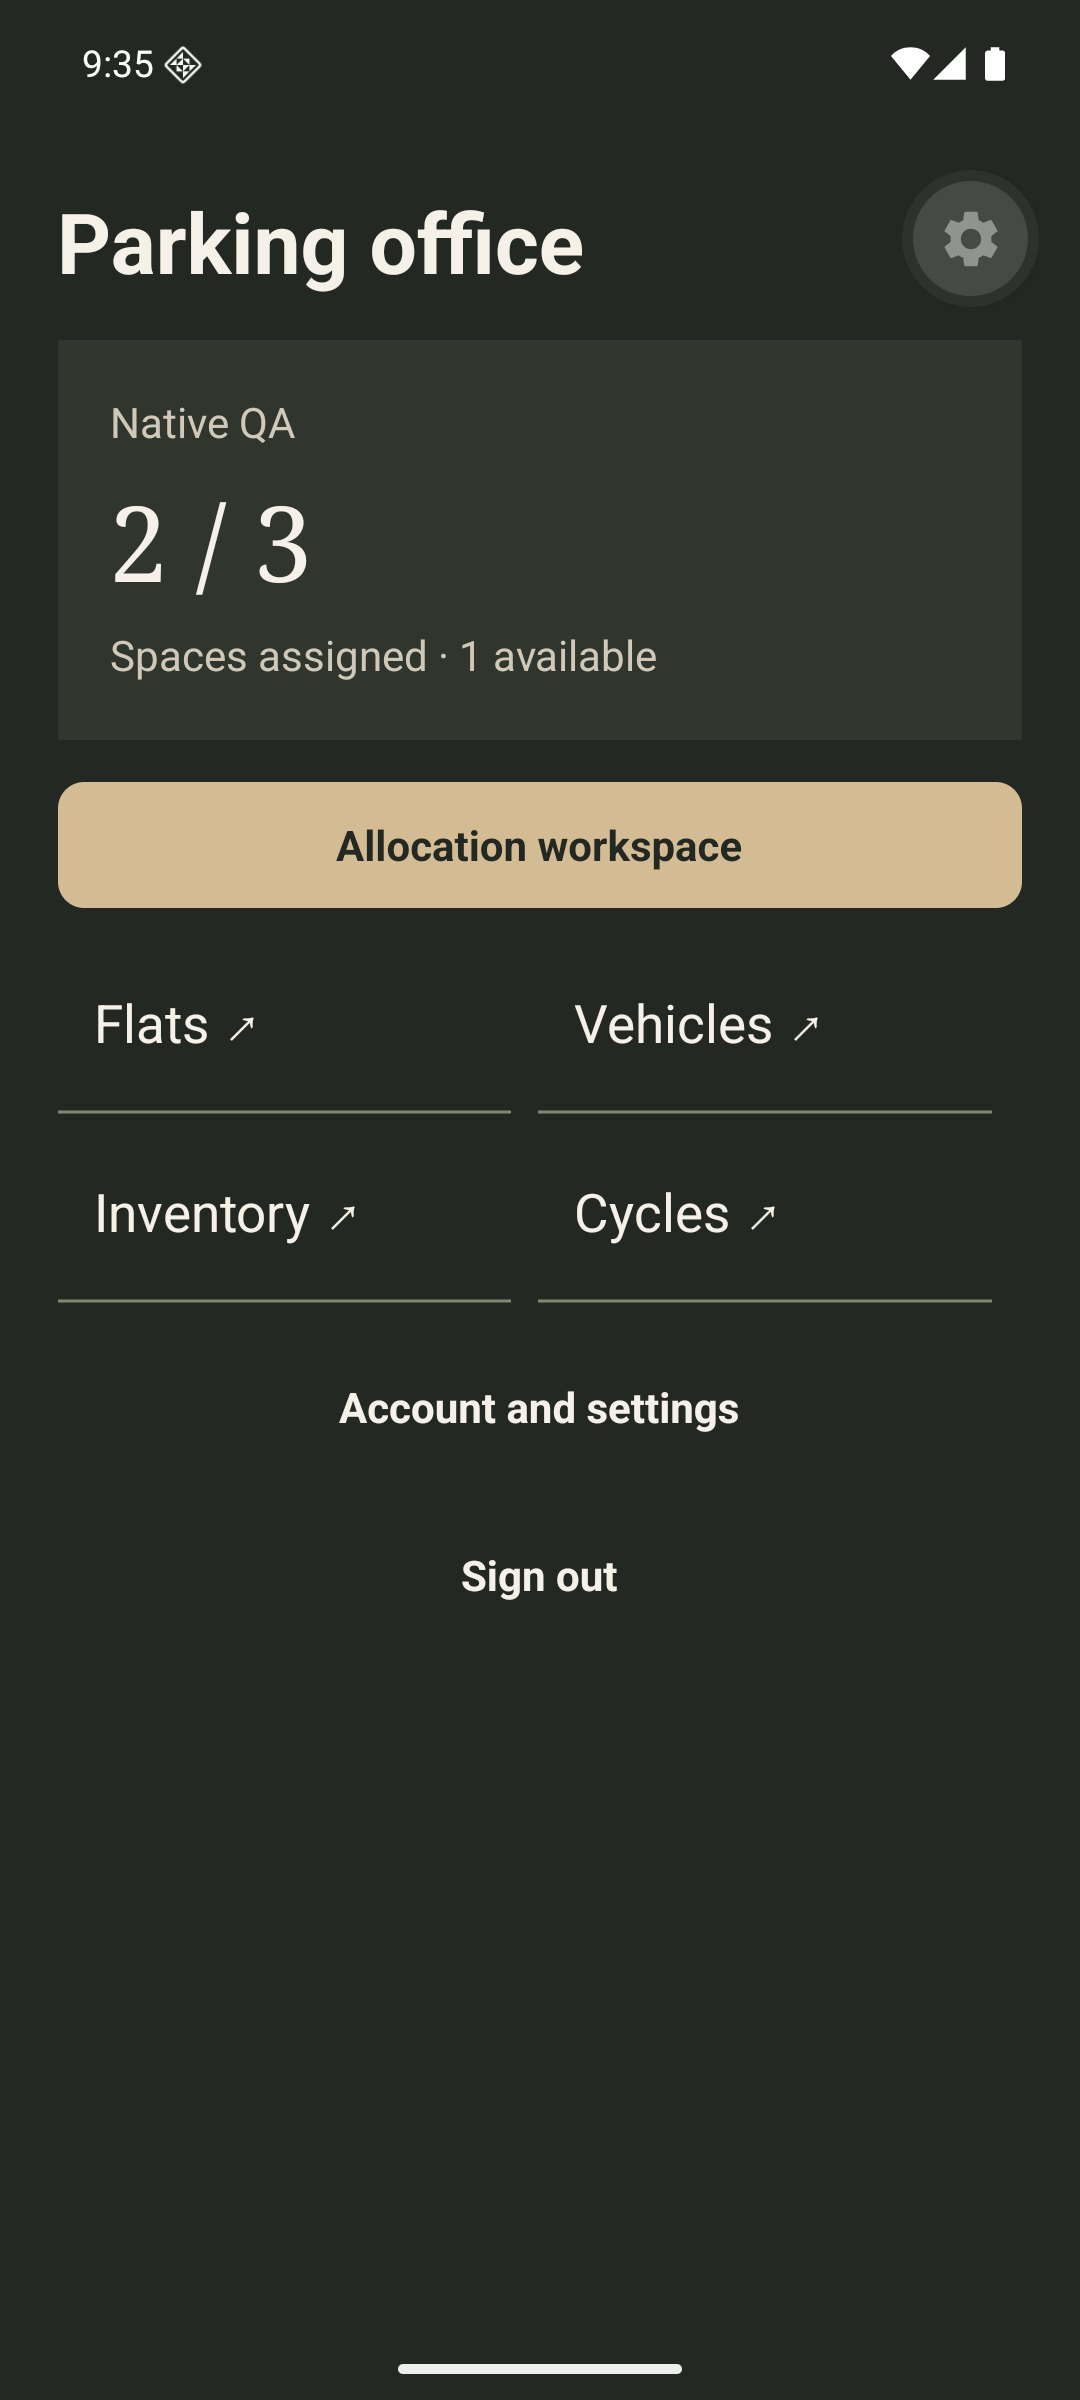 9:35
Parking office
Native QA
2 / 3
Spaces assigned · 1 available
Allocation workspace
Flats ↗
Vehicles ↗
Inventory ↗
Cycles ↗
Account and settings
Sign out